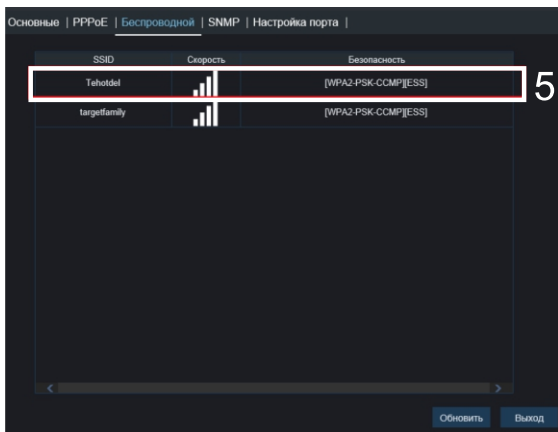 Основные | PPPoE | Беспроводной | SNMP | Настройка порта |
SSID Скорость Безопасность
Tehotdel [WPA2-PSK-CCMP][ESS]
5
targetfamily [WPA2-PSK-CCMP][ESS]
Обновить Выход